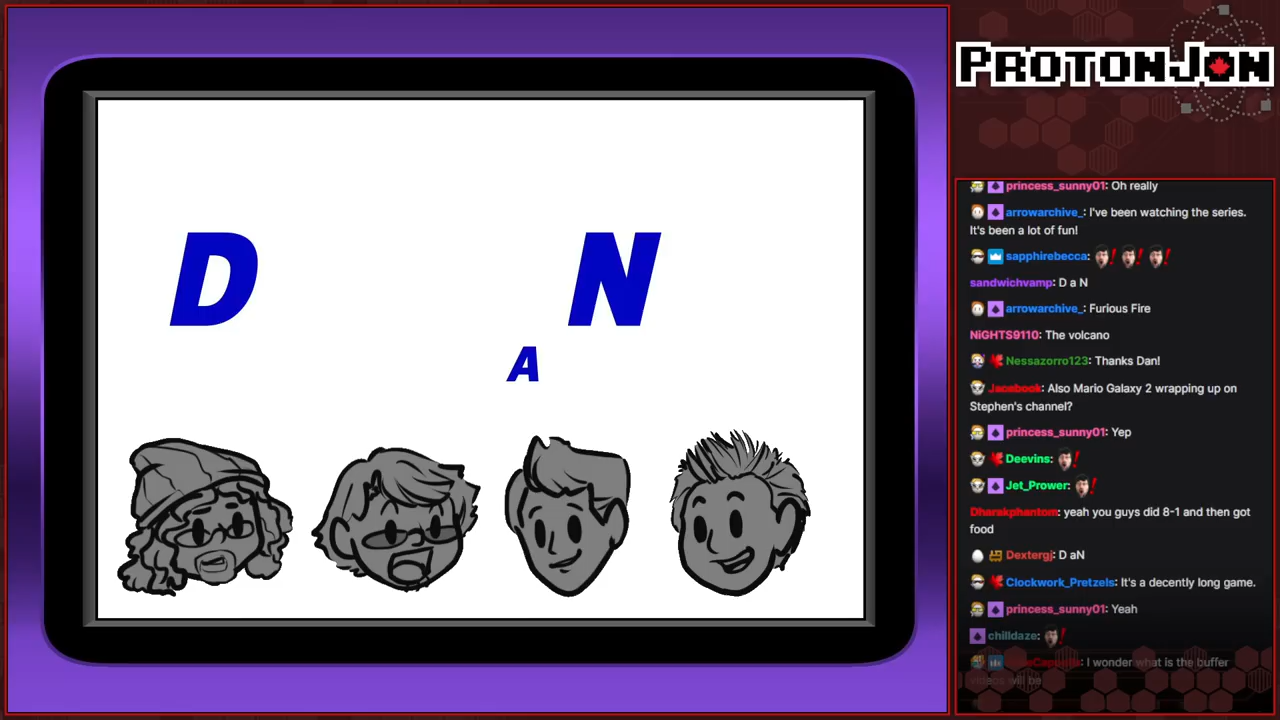 PROTONJON
D N
A
princess_sunny01: Oh really
arrowarchive_: I've been watching the series.
It's been a lot of fun!
sapphirebecca:
sandwichvamp: D a N
arrowarchive_: Furious Fire
NiGHTS9110: The volcano
Nessazorro123: Thanks Dan!
Jacebook: Also Mario Galaxy 2 wrapping up on
Stephen's channel?
princess_sunny01: Yep
Deevins:
Jet_Prower:
Dharakphantom: yeah you guys did 8-1 and then got
food
Dextergj: D aN
Clockwork_Pretzels: It's a decently long game.
princess_sunny01: Yeah
chilldaze:
I wonder what is the buffer
videos will be